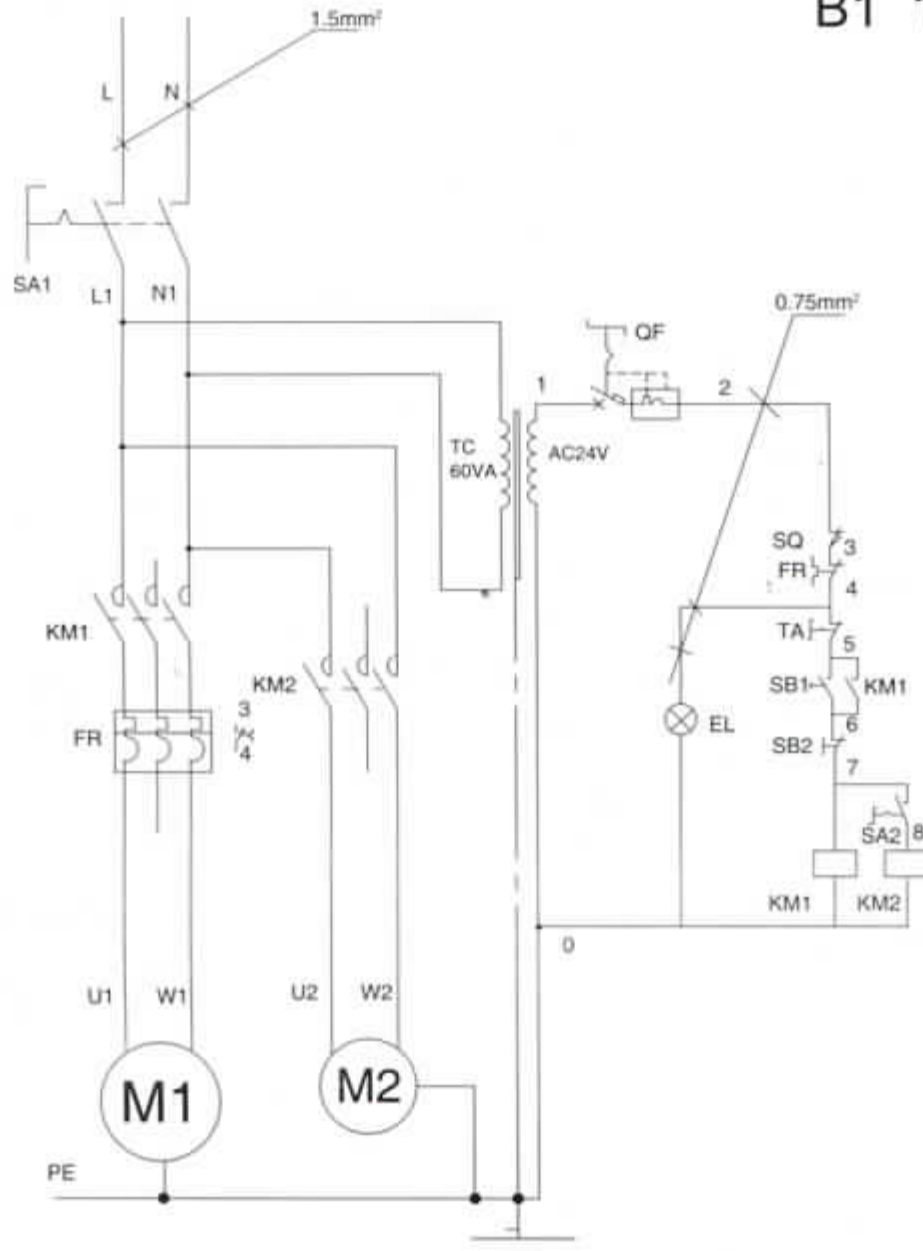 B1
1.5mm²
L N
SA1
L1 N1
0.75mm²
QF
1 2
TC
60VA
AC24V
SQ 3
FR 4
TA 5
KM1
SB1 KM1
KM2
6
3
FR
4
EL
SB2 7
SA2 8
KM1 KM2
0
U1 W1 U2 W2
M1 M2
PE